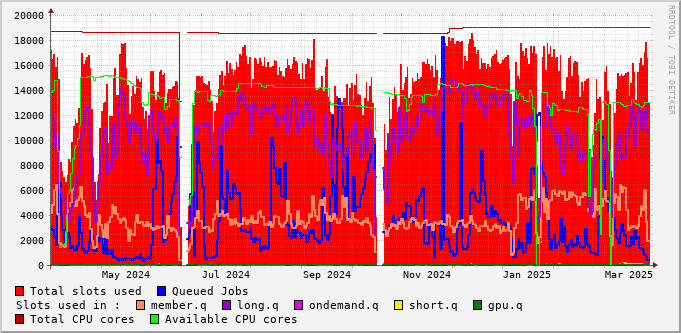 20000
18000
16000
14000
12000
10000
8000
6000
4000
2000
0
May 2024 Jul 2024 Sep 2024 Nov 2024 Jan 2025 Mar 2025
RRDTOOL / TOBI OETIKER
Total slots used Queued Jobs
Slots used in : member.q long.q ondemand.q short.q gpu.q
Total CPU cores Available CPU cores